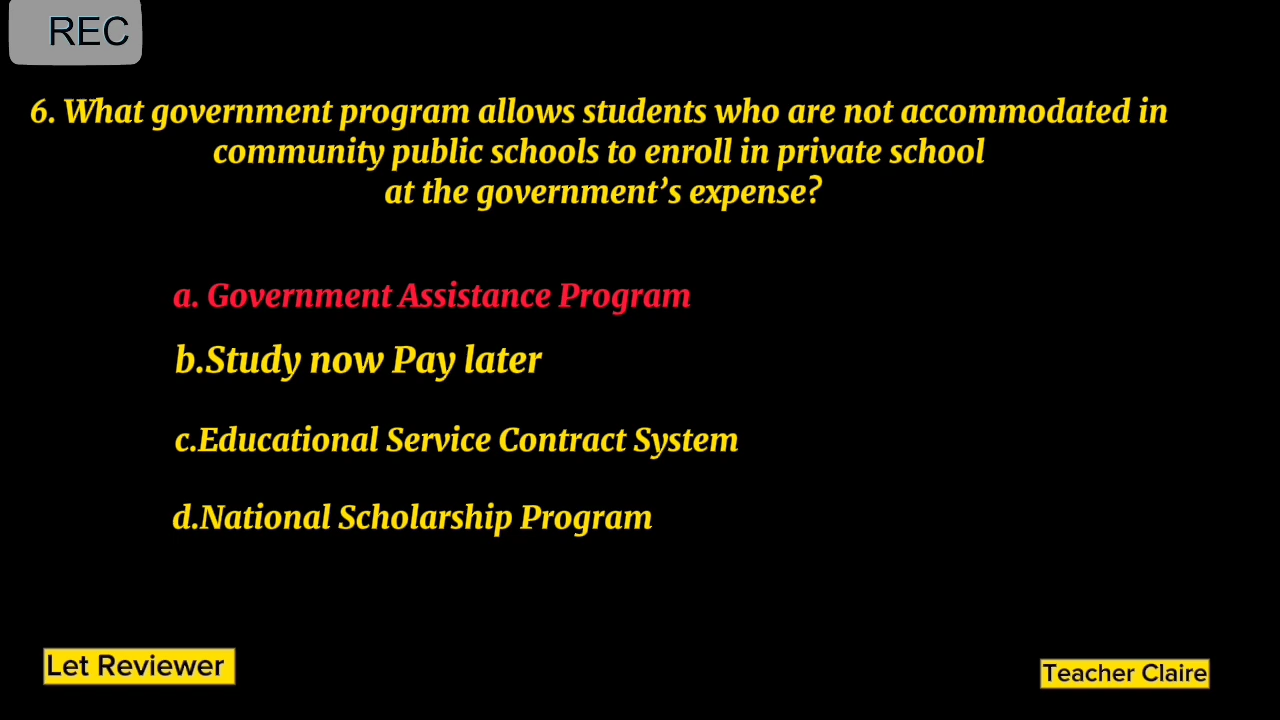 REC
6. What government program allows students who are not accommodated in
community public schools to enroll in private school
at the government's expense?
a. Government Assistance Program
b.Study now Pay later
c.Educational Service Contract System
d.National Scholarship Program
Let Reviewer
Teacher Claire